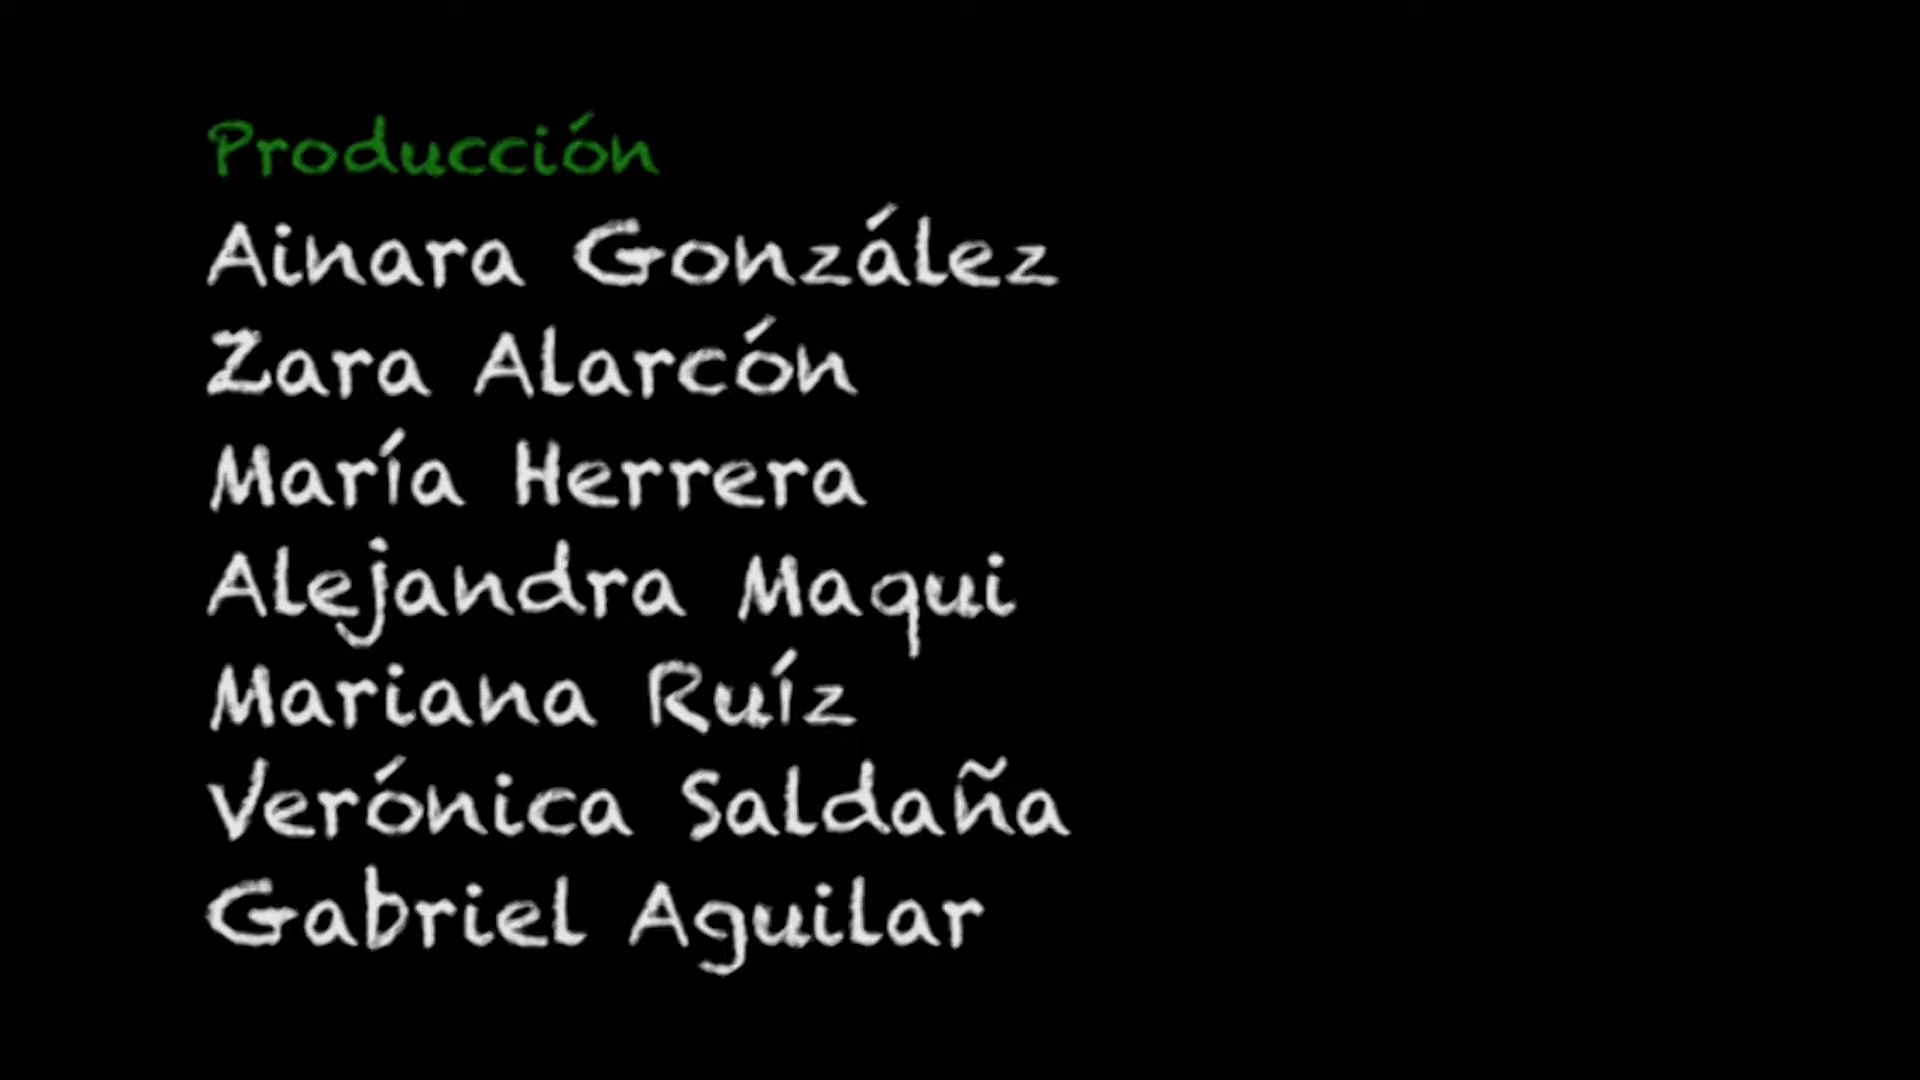 Producción
Ainara González
Zara Alarcón
María Herrera
Alejandra Maqui
Mariana Ruíz
Verónica Saldaña
Gabriel Aguilar